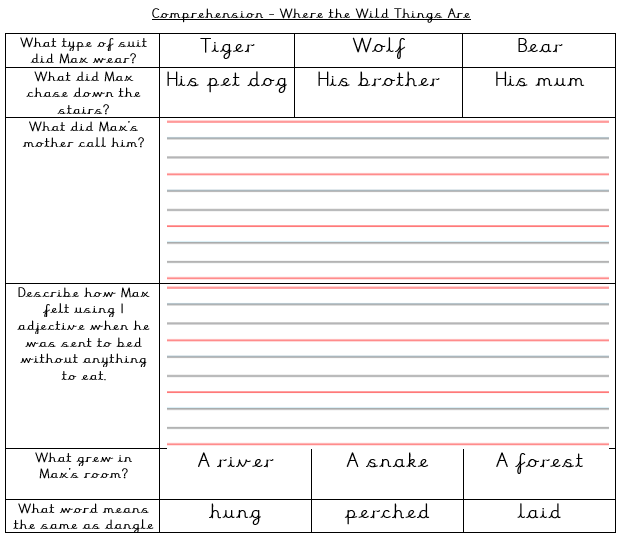 Comprehension – Where the Wild Things Are
What type of suit
did Max wear?
Tiger
Wolf
Bear
What did Max
chase down the
stairs?
His pet dog
His brother
His mum
What did Max's
mother call him?
Describe how Max
felt using 1
adjective when he
was sent to bed
without anything
to eat.
What grew in
Max's room?
A river
A snake
A forest
What word means
the same as dangle
hung
perched
laid